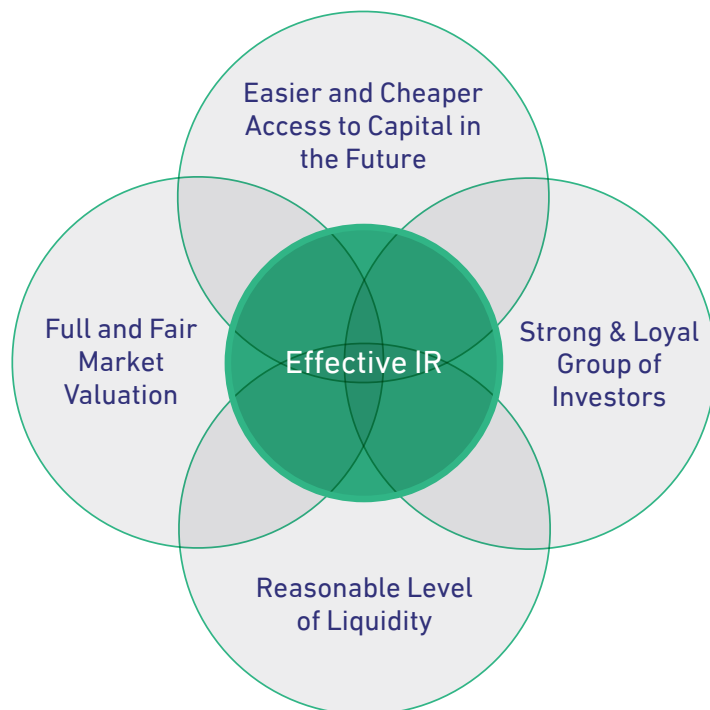 Easier and Cheaper
Access to Capital in
the Future
Full and Fair
Market
Valuation
Effective IR
Strong & Loyal
Group of
Investors
Reasonable Level
of Liquidity